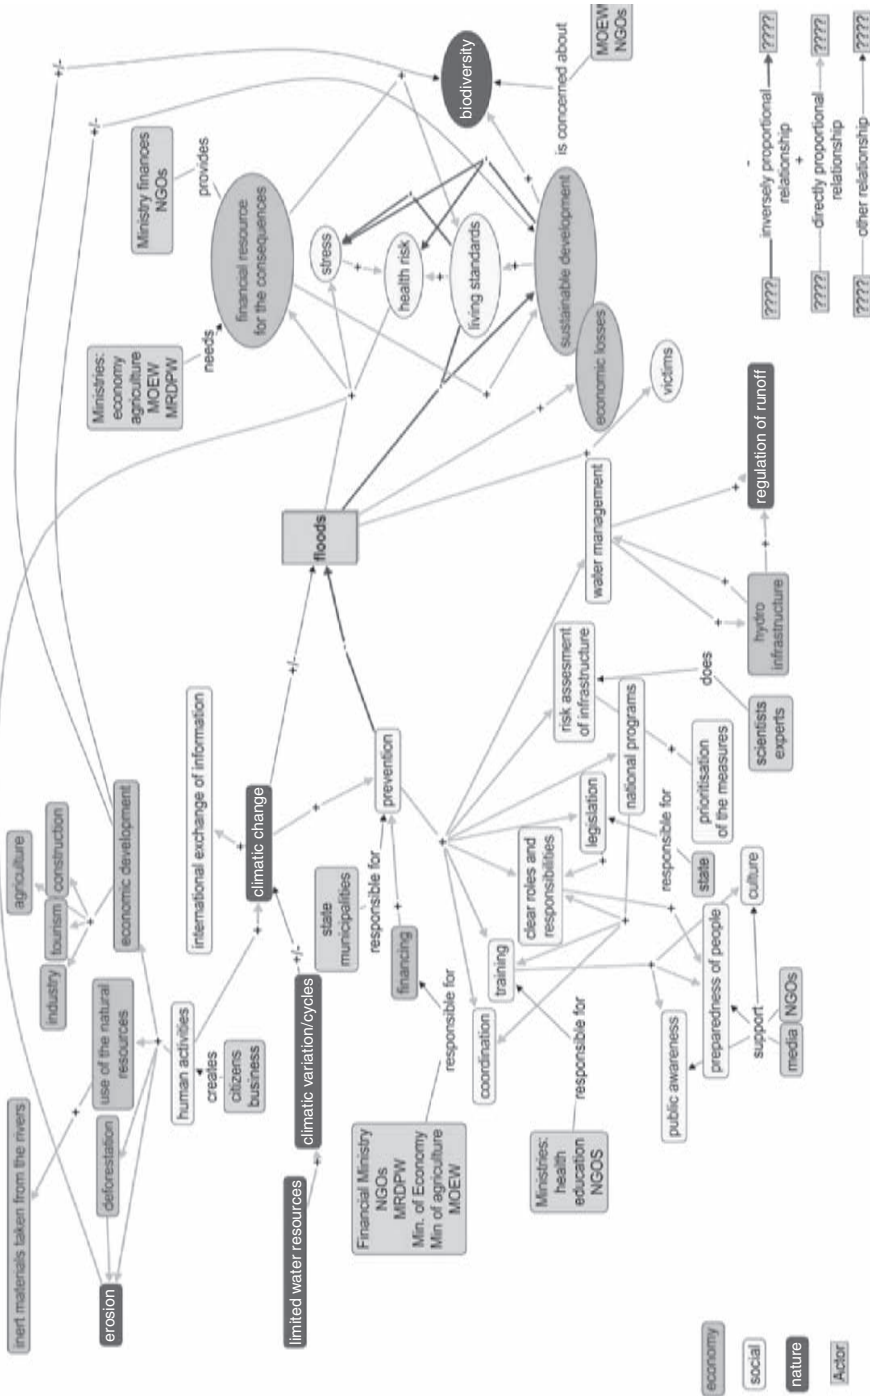 inert materials taken from the rivers
erosion
deforestation
use of the natural
resources
industry
tourism
agriculture
construction
economic development
human activities
creates
citizens
business
international exchange of information
climatic change
climatic variation/cycles
limited water resources
+/-
+/-
+/-
+/-
Ministries:
economy
agriculture
MOEW
MRDPW
needs
Ministry finances
NGOs
provides
financial resource
for the consequences
stress
health risk
living standards
sustainable development
economic losses
victims
biodiversity
is concerned about
MOEW
NGOs
floods
state
municipalities
responsible for
financing
prevention
Financial Ministry
NGOs
MRDPW
Min. of Economy
Min of agriculture
MOEW
responsible for
coordination
training
clear roles and
responsibilities
legislation
national programs
risk assesment
of infrastructure
water management
Ministries:
health
education
NGOS
responsible for
responsible for
state
prioritisation
of the measures
does
scientists
experts
hydro
infrastructure
regulation of runoff
public awareness
preparedness of people
culture
support
media
NGOs
economy
social
nature
Actor
????
-
inversely proportional
relationship
????
????
+
directly proportional
relationship
????
????
other relationship
????